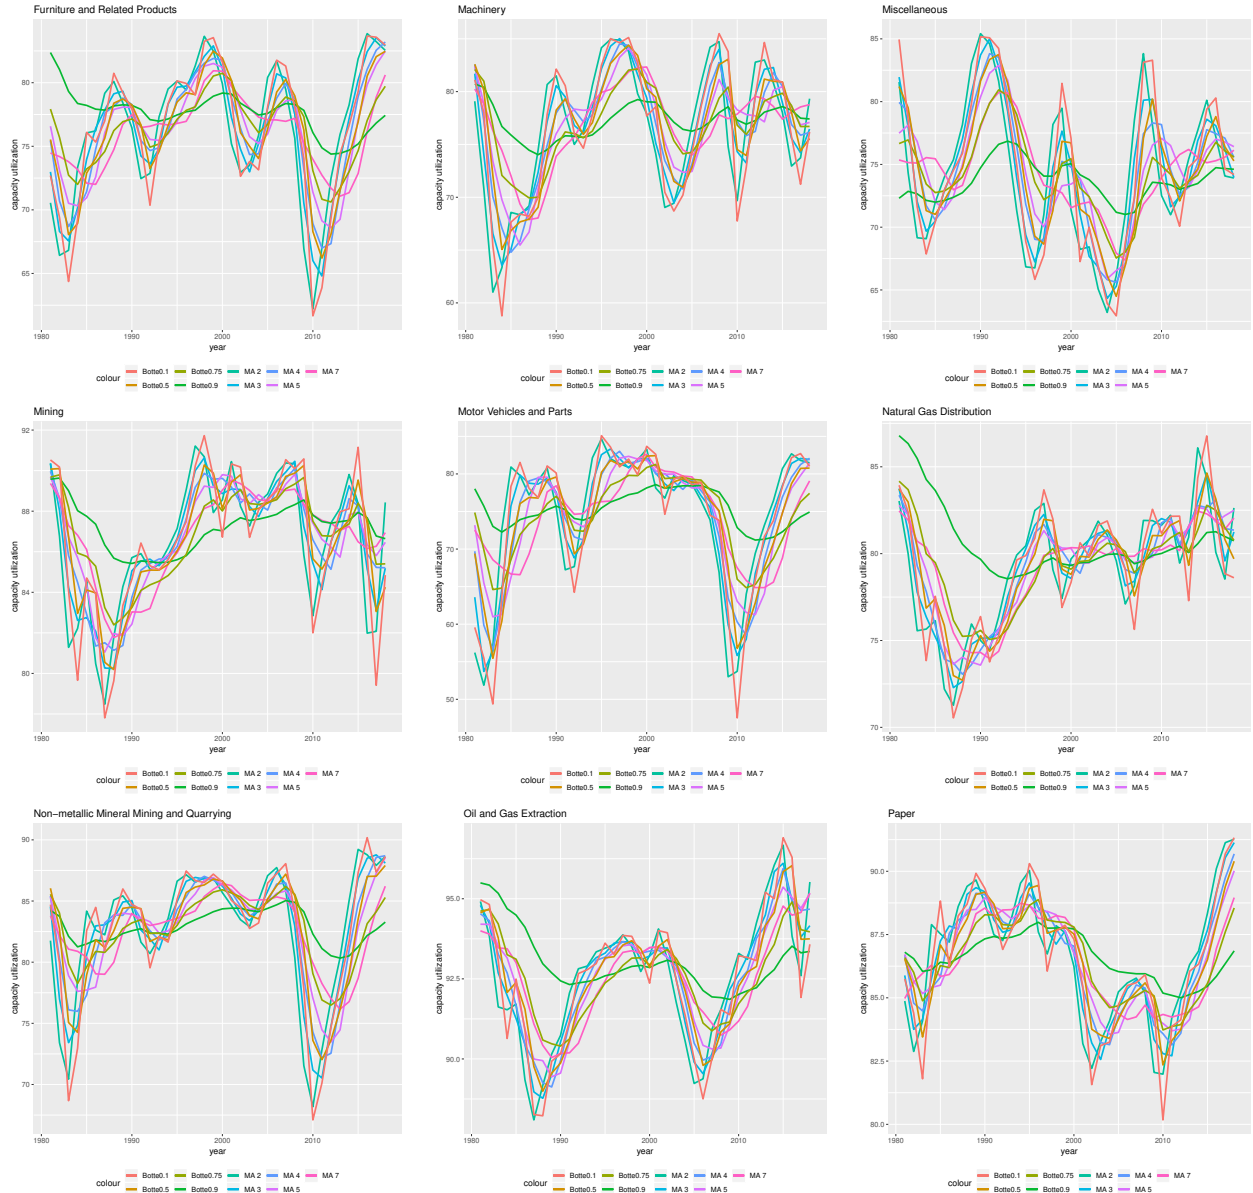 Furniture and Related Products
capacity utilization
80
75
70
65
1980
1990
2000
2010
year
colour
Botte0.1
Botte0.75
MA 2
MA 4
MA 7
Botte0.5
Botte0.9
MA 3
MA 5
Machinery
capacity utilization
80
70
60
1980
1990
2000
2010
year
colour
Botte0.1
Botte0.75
MA 2
MA 4
MA 7
Botte0.5
Botte0.9
MA 3
MA 5
Miscellaneous
capacity utilization
85
80
75
70
65
1980
1990
2000
2010
year
colour
Botte0.1
Botte0.75
MA 2
MA 4
MA 7
Botte0.5
Botte0.9
MA 3
MA 5
Mining
capacity utilization
92
88
84
80
1980
1990
2000
2010
year
colour
Botte0.1
Botte0.75
MA 2
MA 4
MA 7
Botte0.5
Botte0.9
MA 3
MA 5
Motor Vehicles and Parts
capacity utilization
80
70
60
50
1980
1990
2000
2010
year
colour
Botte0.1
Botte0.75
MA 2
MA 4
MA 7
Botte0.5
Botte0.9
MA 3
MA 5
Natural Gas Distribution
capacity utilization
85
80
75
70
1980
1990
2000
2010
year
colour
Botte0.1
Botte0.75
MA 2
MA 4
MA 7
Botte0.5
Botte0.9
MA 3
MA 5
Non−metallic Mineral Mining and Quarrying
capacity utilization
90
85
80
75
70
1980
1990
2000
2010
year
colour
Botte0.1
Botte0.75
MA 2
MA 4
MA 7
Botte0.5
Botte0.9
MA 3
MA 5
Oil and Gas Extraction
capacity utilization
95.0
92.5
90.0
1980
1990
2000
2010
year
colour
Botte0.1
Botte0.75
MA 2
MA 4
MA 7
Botte0.5
Botte0.9
MA 3
MA 5
Paper
capacity utilization
90.0
87.5
85.0
82.5
80.0
1980
1990
2000
2010
year
colour
Botte0.1
Botte0.75
MA 2
MA 4
MA 7
Botte0.5
Botte0.9
MA 3
MA 5